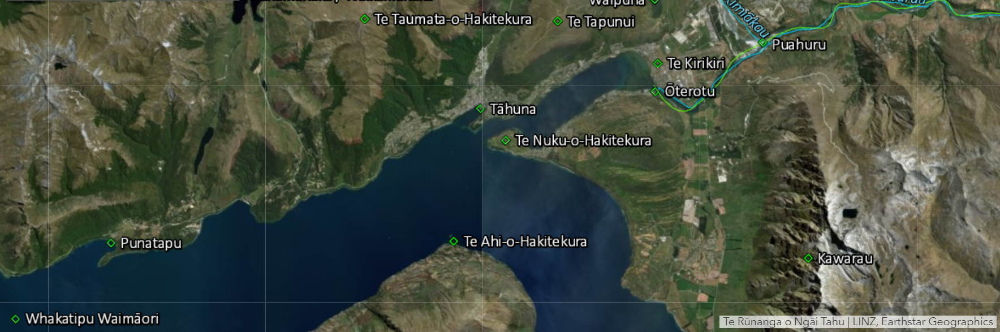 Te Taumata-o-Hakitekura
Te Tapunui
Waipuna
Puahuru
Te Kirikiri
Ōterotu
Tāhuna
Te Nuku-o-Hakitekura
Te Ahi-o-Hakitekura
Punatapu
Kawarau
Whakatipu Waimāori
Te Rūnanga o Ngāi Tahu | LINZ, Earthstar Geographics